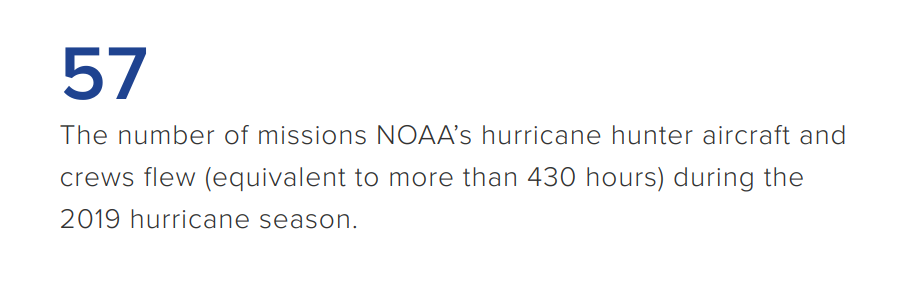 57
The number of missions NOAA’s hurricane hunter aircraft and
crews flew (equivalent to more than 430 hours) during the
2019 hurricane season.